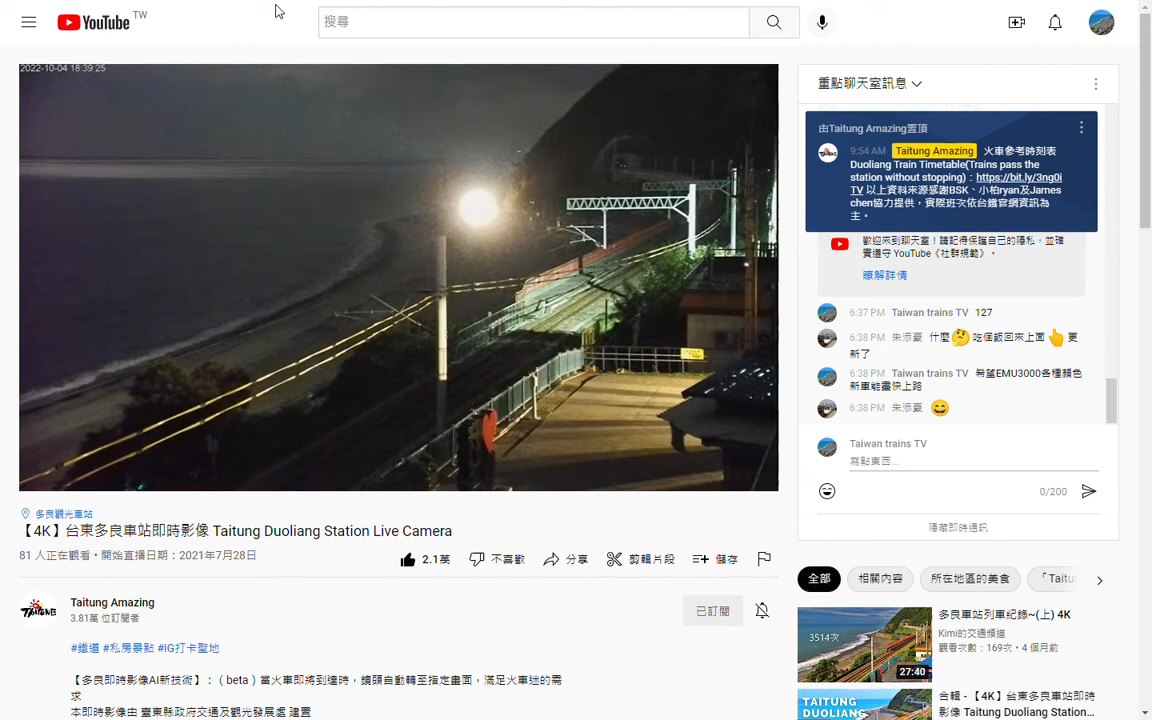 YouTube TW
搜尋
2022-10-04 18:39:25
重點聊天室訊息
由Taitung Amazing置頂
9:54 AM Taitung Amazing 火車參考時刻表
Duoliang Train Timetable(Trains pass the
station without stopping)：https://bit.ly/3ng0i
TV 以上資料來源感謝BSK、小柏ryan及James
chen協力提供，實際班次依台鐵官網資訊為
主。
歡迎來到聊天室！請記得保護自己的隱私，並確
實遵守 YouTube《社群規範》。
瞭解詳情
6:37 PM Taiwan trains TV 127
6:38 PM 朱添豪 什麼🤔吃個飯回來上面👆更
新了
6:38 PM Taiwan trains TV 希望EMU3000各種顏色
新車能盡快上路
6:38 PM 朱添豪 😄
Taiwan trains TV
寫點東西...
0/200
隱藏即時通訊
多良觀光車站
【4K】台東多良車站即時影像 Taitung Duoliang Station Live Camera
81 人正在觀看 • 開始直播日期：2021年7月28日
2.1萬 不喜歡 分享 剪輯片段 儲存
Taitung Amazing
3.81萬 位訂閱者
已訂閱
#鐵道 #私房景點 #IG打卡聖地
【多良即時影像AI新技術】：（beta）當火車即將到達時，鏡頭自動轉至指定畫面，滿足火車迷的需
求
本即時影像由 臺東縣政府交通及觀光發展處 建置
全部 相關內容 所在地區的美食 「Taitu
3514次
27:40
多良車站列車紀錄~(上) 4K
Kimi的交通頻道
觀看次數：169次 • 4 個月前
TAITUNG
DUOLIANG
合輯 - 【4K】台東多良車站即時
影像 Taitung Duoliang Station...